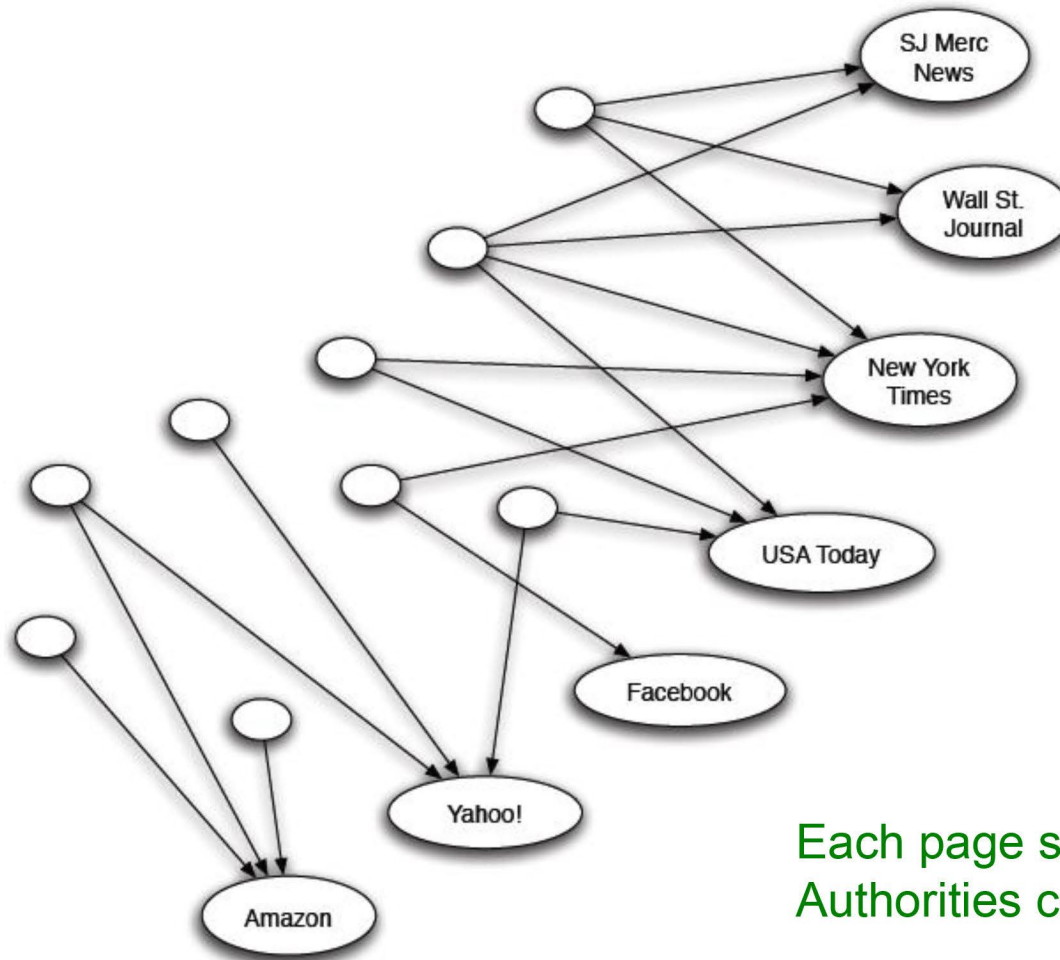 SJ Merc
News
Wall St.
Journal
New York
Times
USA Today
Facebook
Yahoo!
Amazon
Each page s
Authorities c